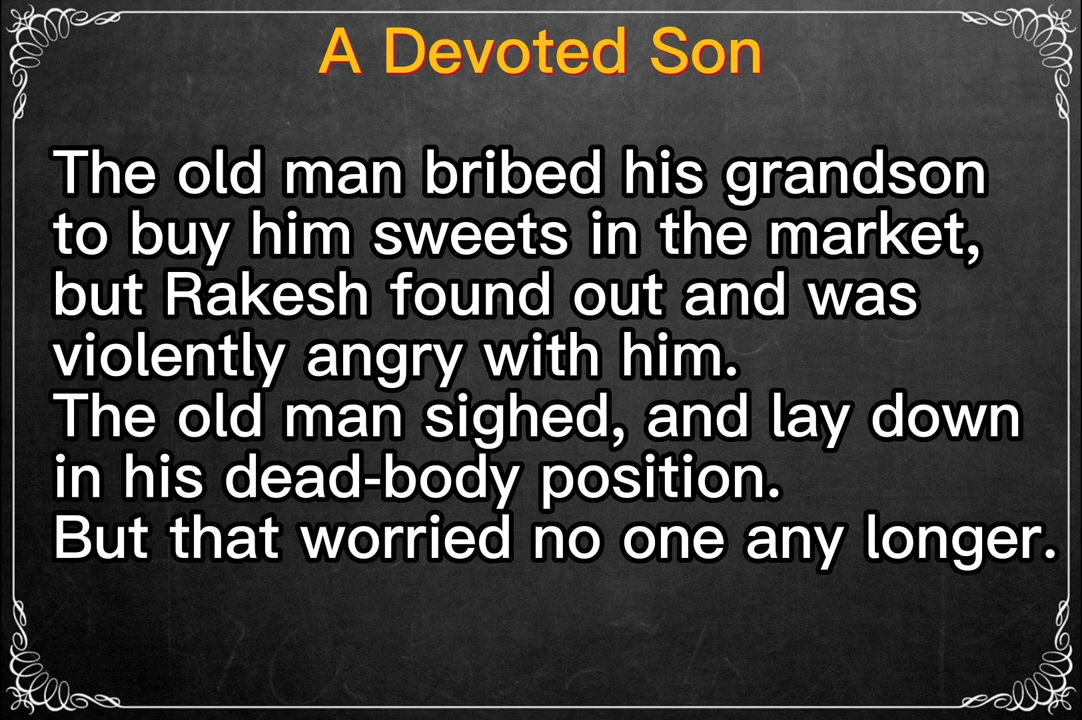 A Devoted Son
The old man bribed his grandson
to buy him sweets in the market,
but Rakesh found out and was
violently angry with him.
The old man sighed, and lay down
in his dead-body position.
But that worried no one any longer.